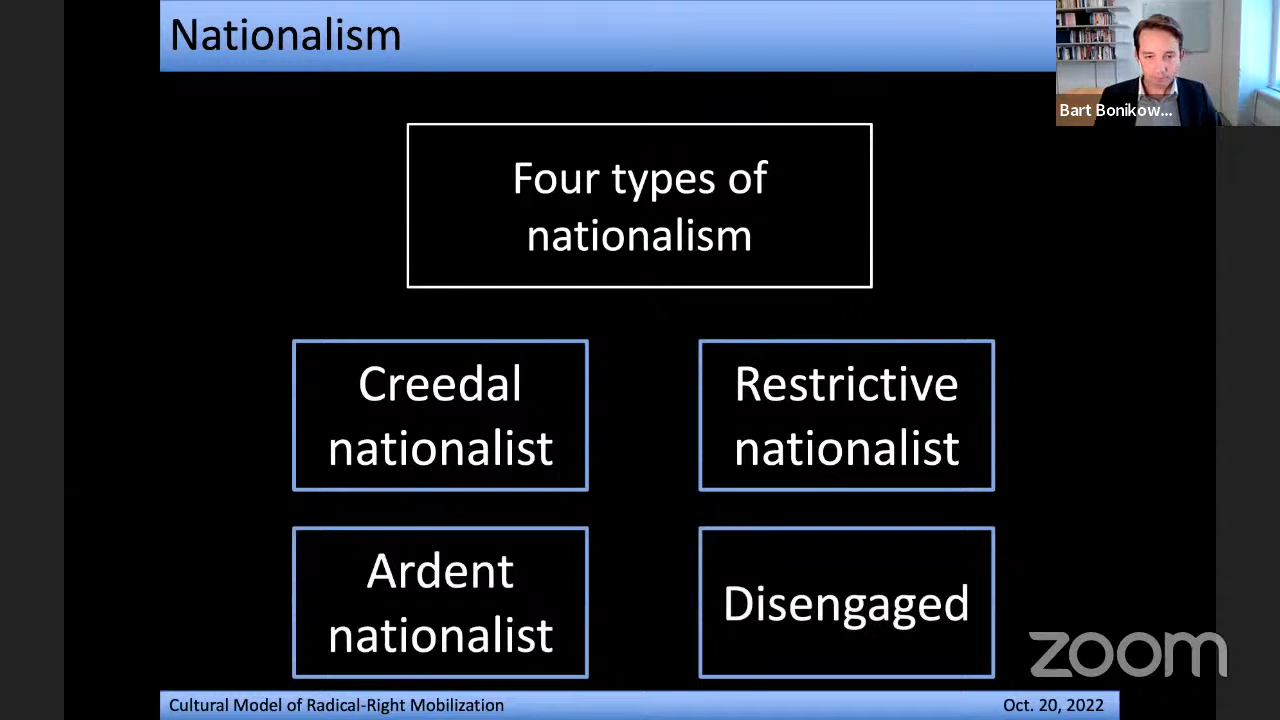 Nationalism
Bart Bonikow...
Four types of
nationalism
Creedal
nationalist
Restrictive
nationalist
Ardent
nationalist
Disengaged
zoom
Cultural Model of Radical-Right Mobilization
Oct. 20, 2022